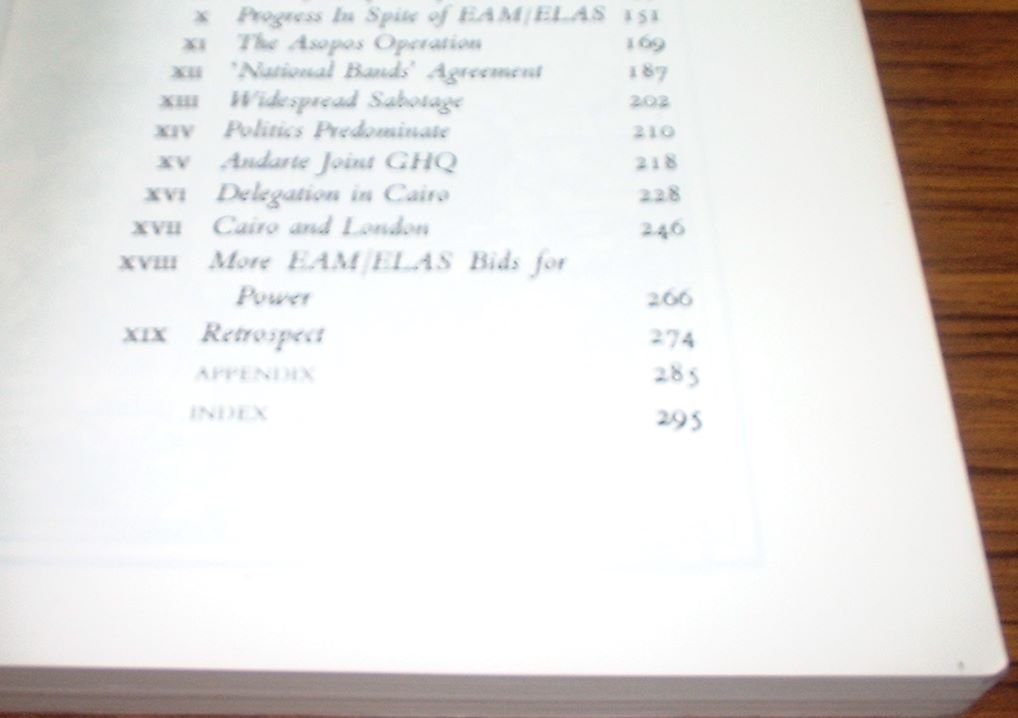 X Progress In Spite of EAM/ELAS 151
XI The Asopos Operation 169
XII 'National Bands' Agreement 187
XIII Widespread Sabotage 202
XIV Politics Predominate 210
XV Andarte Joint GHQ 218
XVI Delegation in Cairo 228
XVII Cairo and London 246
XVIII More EAM/ELAS Bids for
Power 266
XIX Retrospect 274
APPENDIX 285
INDEX 295